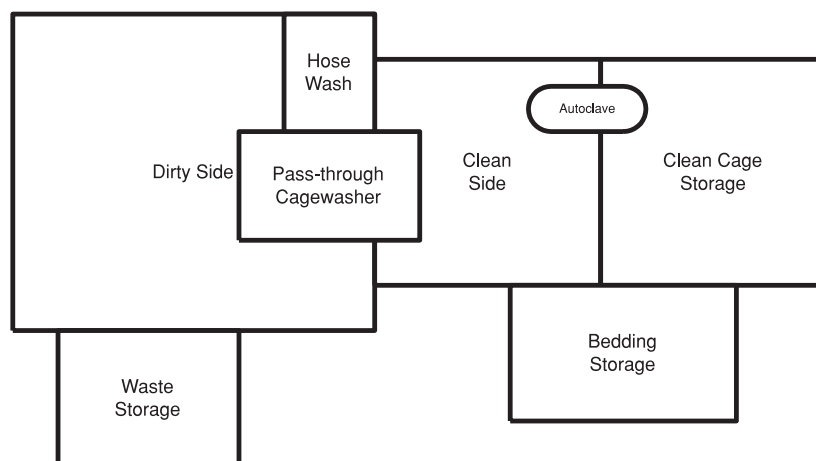 Hose
Wash
Autoclave
Dirty Side
Pass-through
Cagewasher
Clean
Side
Clean Cage
Storage
Bedding
Storage
Waste
Storage